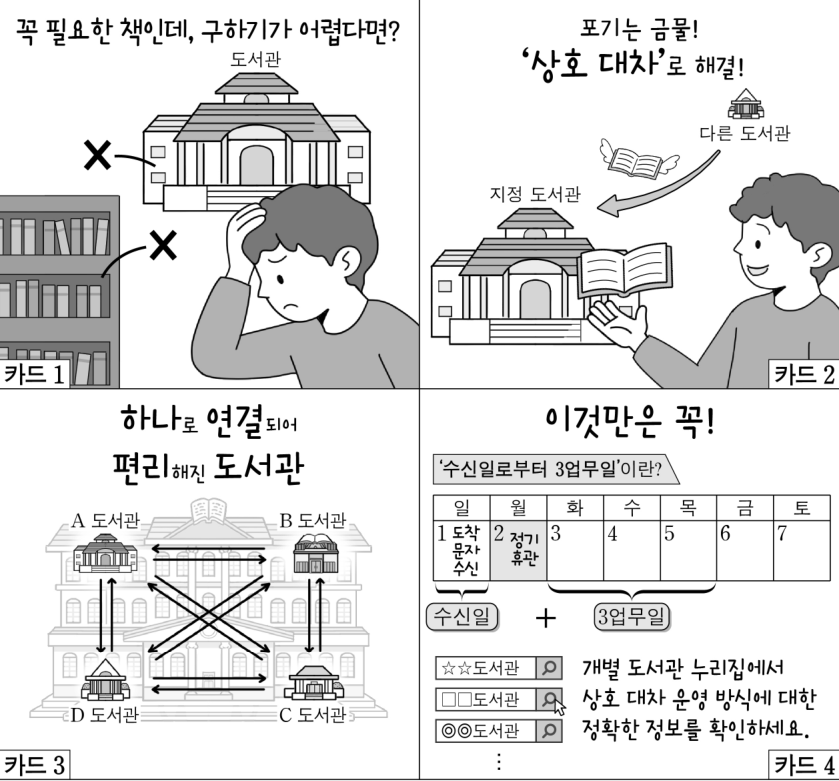 꼭 필요한 책인데, 구하기가 어렵다면?
도서관
카드 1
포기는 금물!
‘상호 대차’로 해결!
다른 도서관
지정 도서관
카드 2
하나로 연결되어
편리해진 도서관
A 도서관
B 도서관
D 도서관
C 도서관
카드 3
이것만은 꼭!
‘수신일로부터 3업무일’이란?
일 월 화 수 목 금 토
1 도착 문자 수신 2 정기 휴관 3 4 5 6 7
수신일 + 3업무일
☆☆도서관
□□도서관
◎◎도서관
⋮
개별 도서관 누리집에서
상호 대차 운영 방식에 대한
정확한 정보를 확인하세요.
카드 4